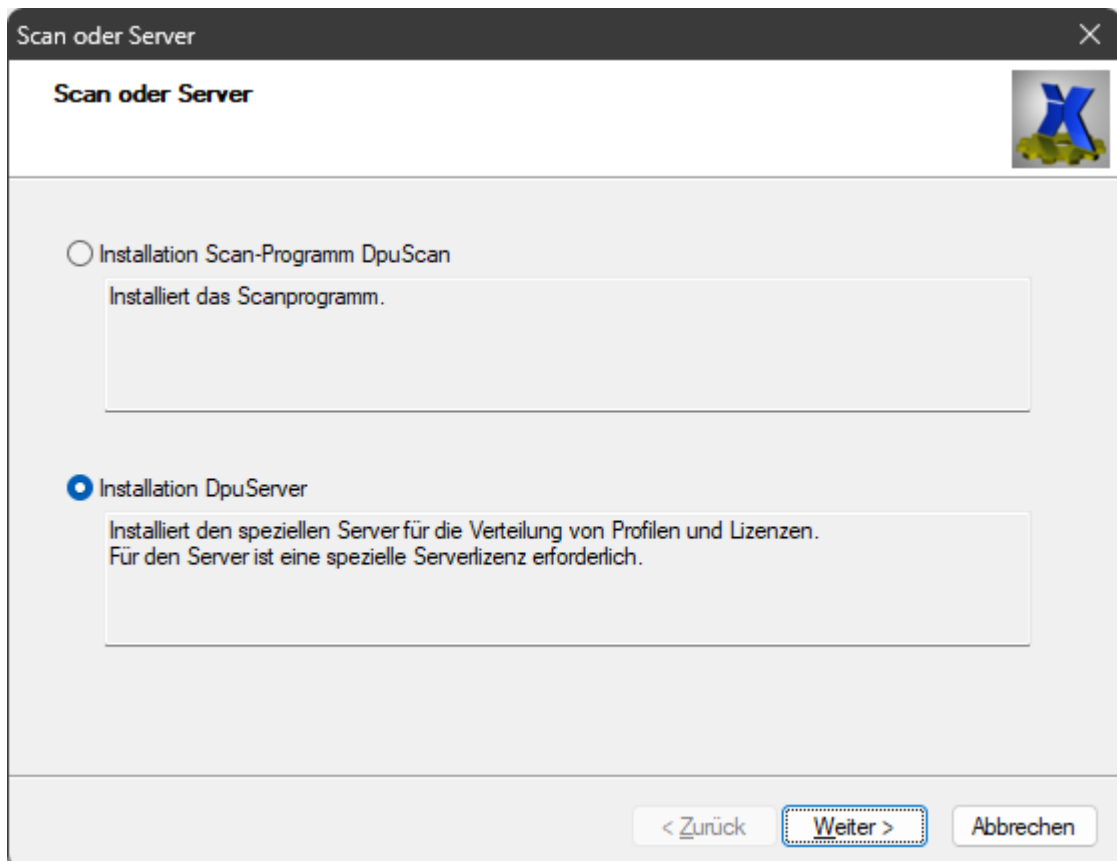 Scan oder Server
Scan oder Server
Installation Scan-Programm DpuScan
Installiert das Scanprogramm.
Installation DpuServer
Installiert den speziellen Server für die Verteilung von Profilen und Lizenzen.
Für den Server ist eine spezielle Serverlizenz erforderlich.
< Zurück
Weiter >
Abbrechen